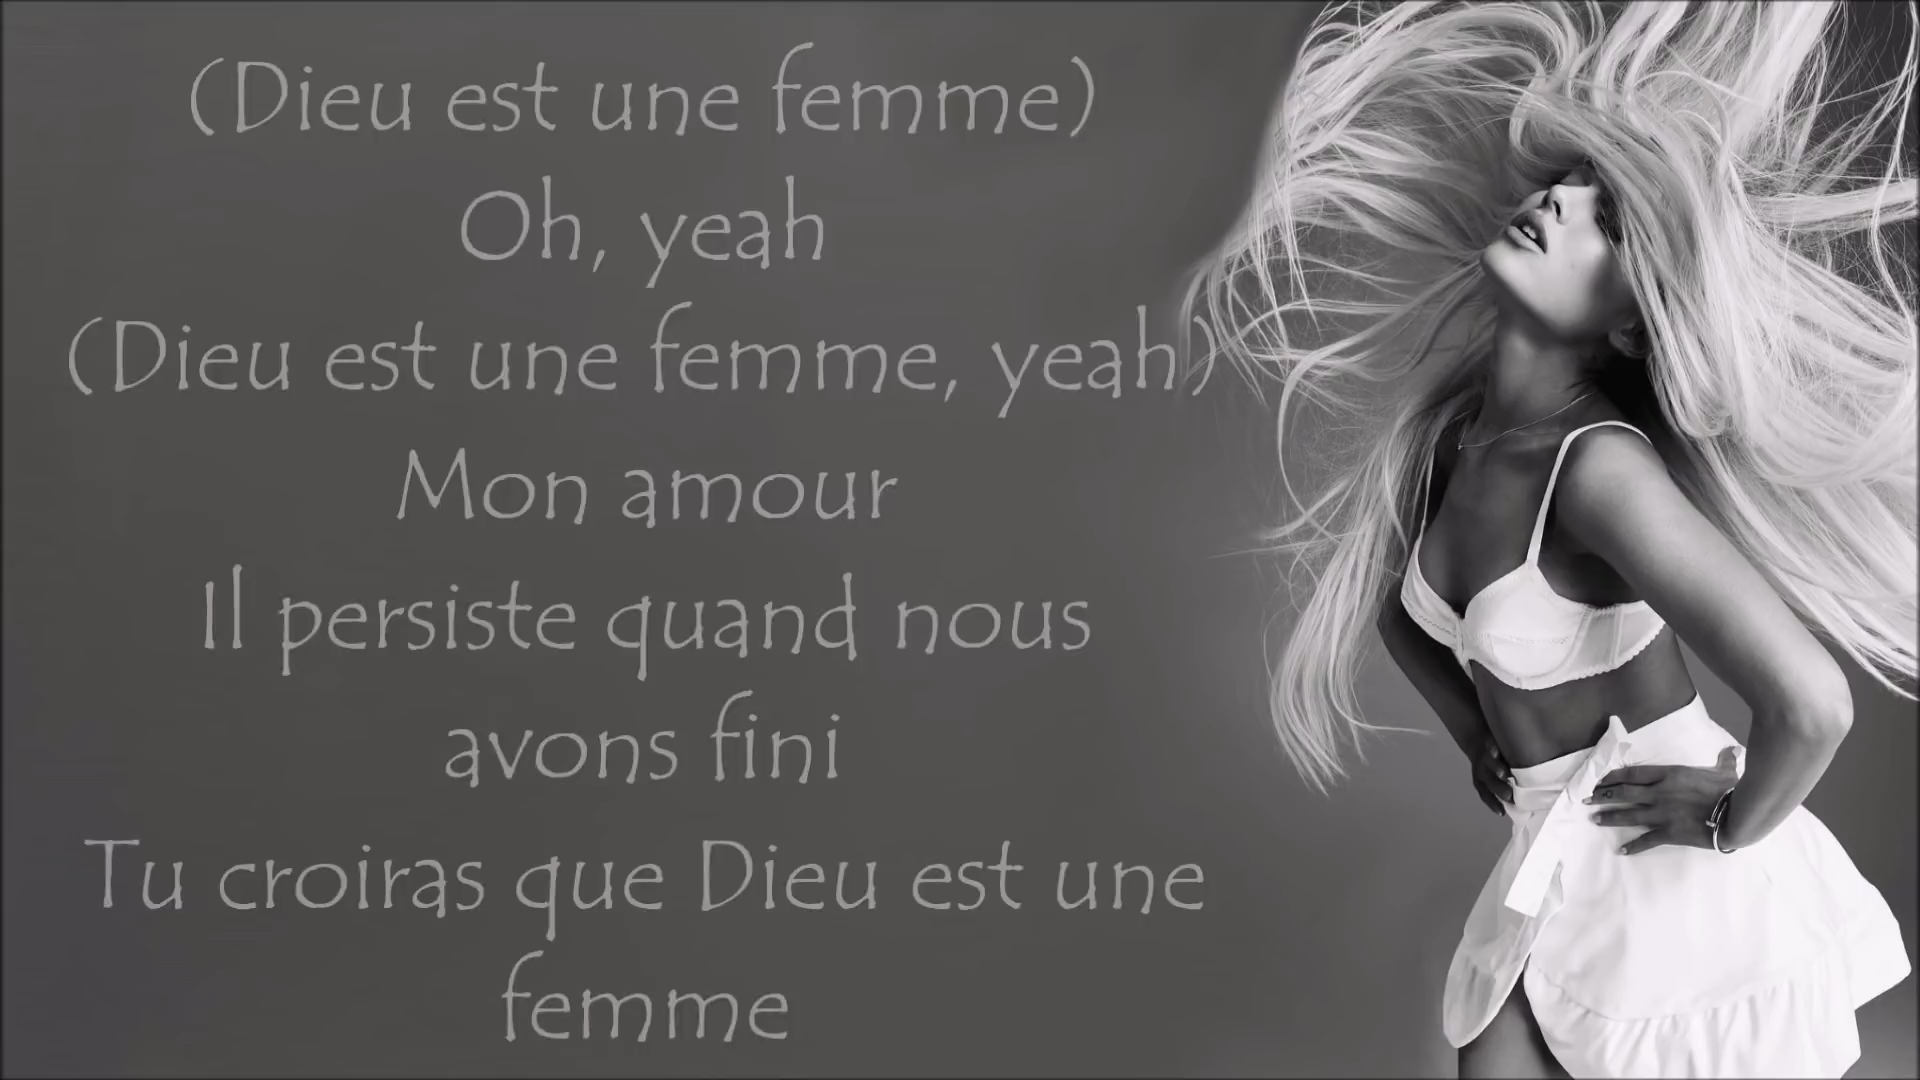 (Dieu est une femme)
Oh, yeah
(Dieu est une femme, yeah)
Mon amour
Il persiste quand nous
avons fini
Tu croiras que Dieu est une
femme